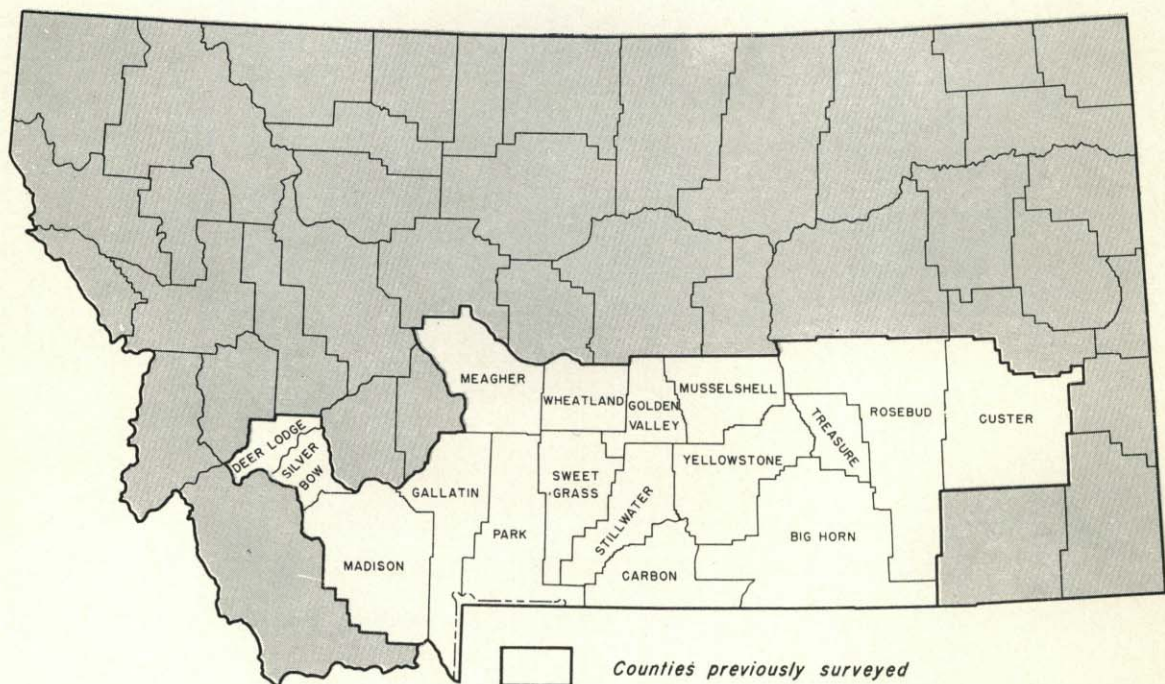 MEAGHER
WHEATLAND
GOLDEN
VALLEY
MUSSELSHELL
ROSEBUD
CUSTER
TREASURE
DEER LODGE
SILVER
BOW
GALLATIN
SWEET
GRASS
YELLOWSTONE
STILLWATER
PARK
BIG HORN
MADISON
CARBON
Counties previously surveyed